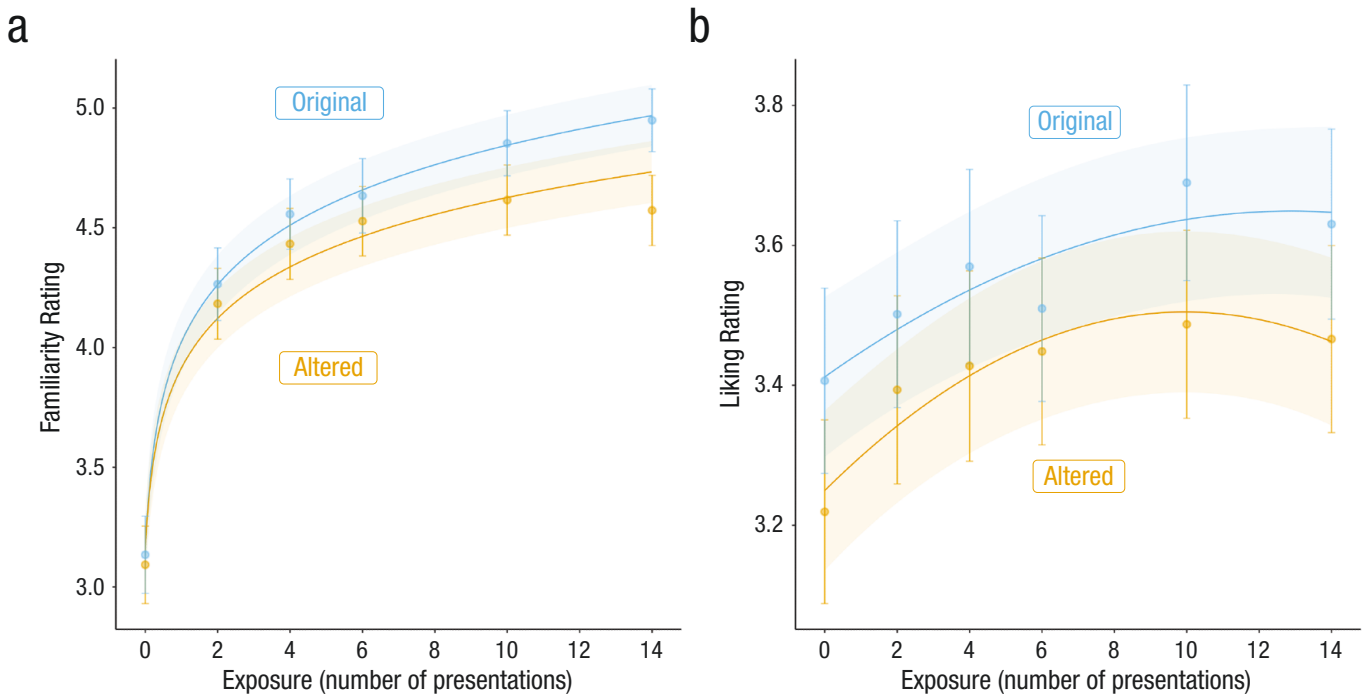 a
Familiarity Rating
5.0
4.5
4.0
3.5
3.0
Original
Altered
0 2 4 6 8 10 12 14
Exposure (number of presentations)
b
Liking Rating
3.8
3.6
3.4
3.2
Original
Altered
0 2 4 6 8 10 12 14
Exposure (number of presentations)